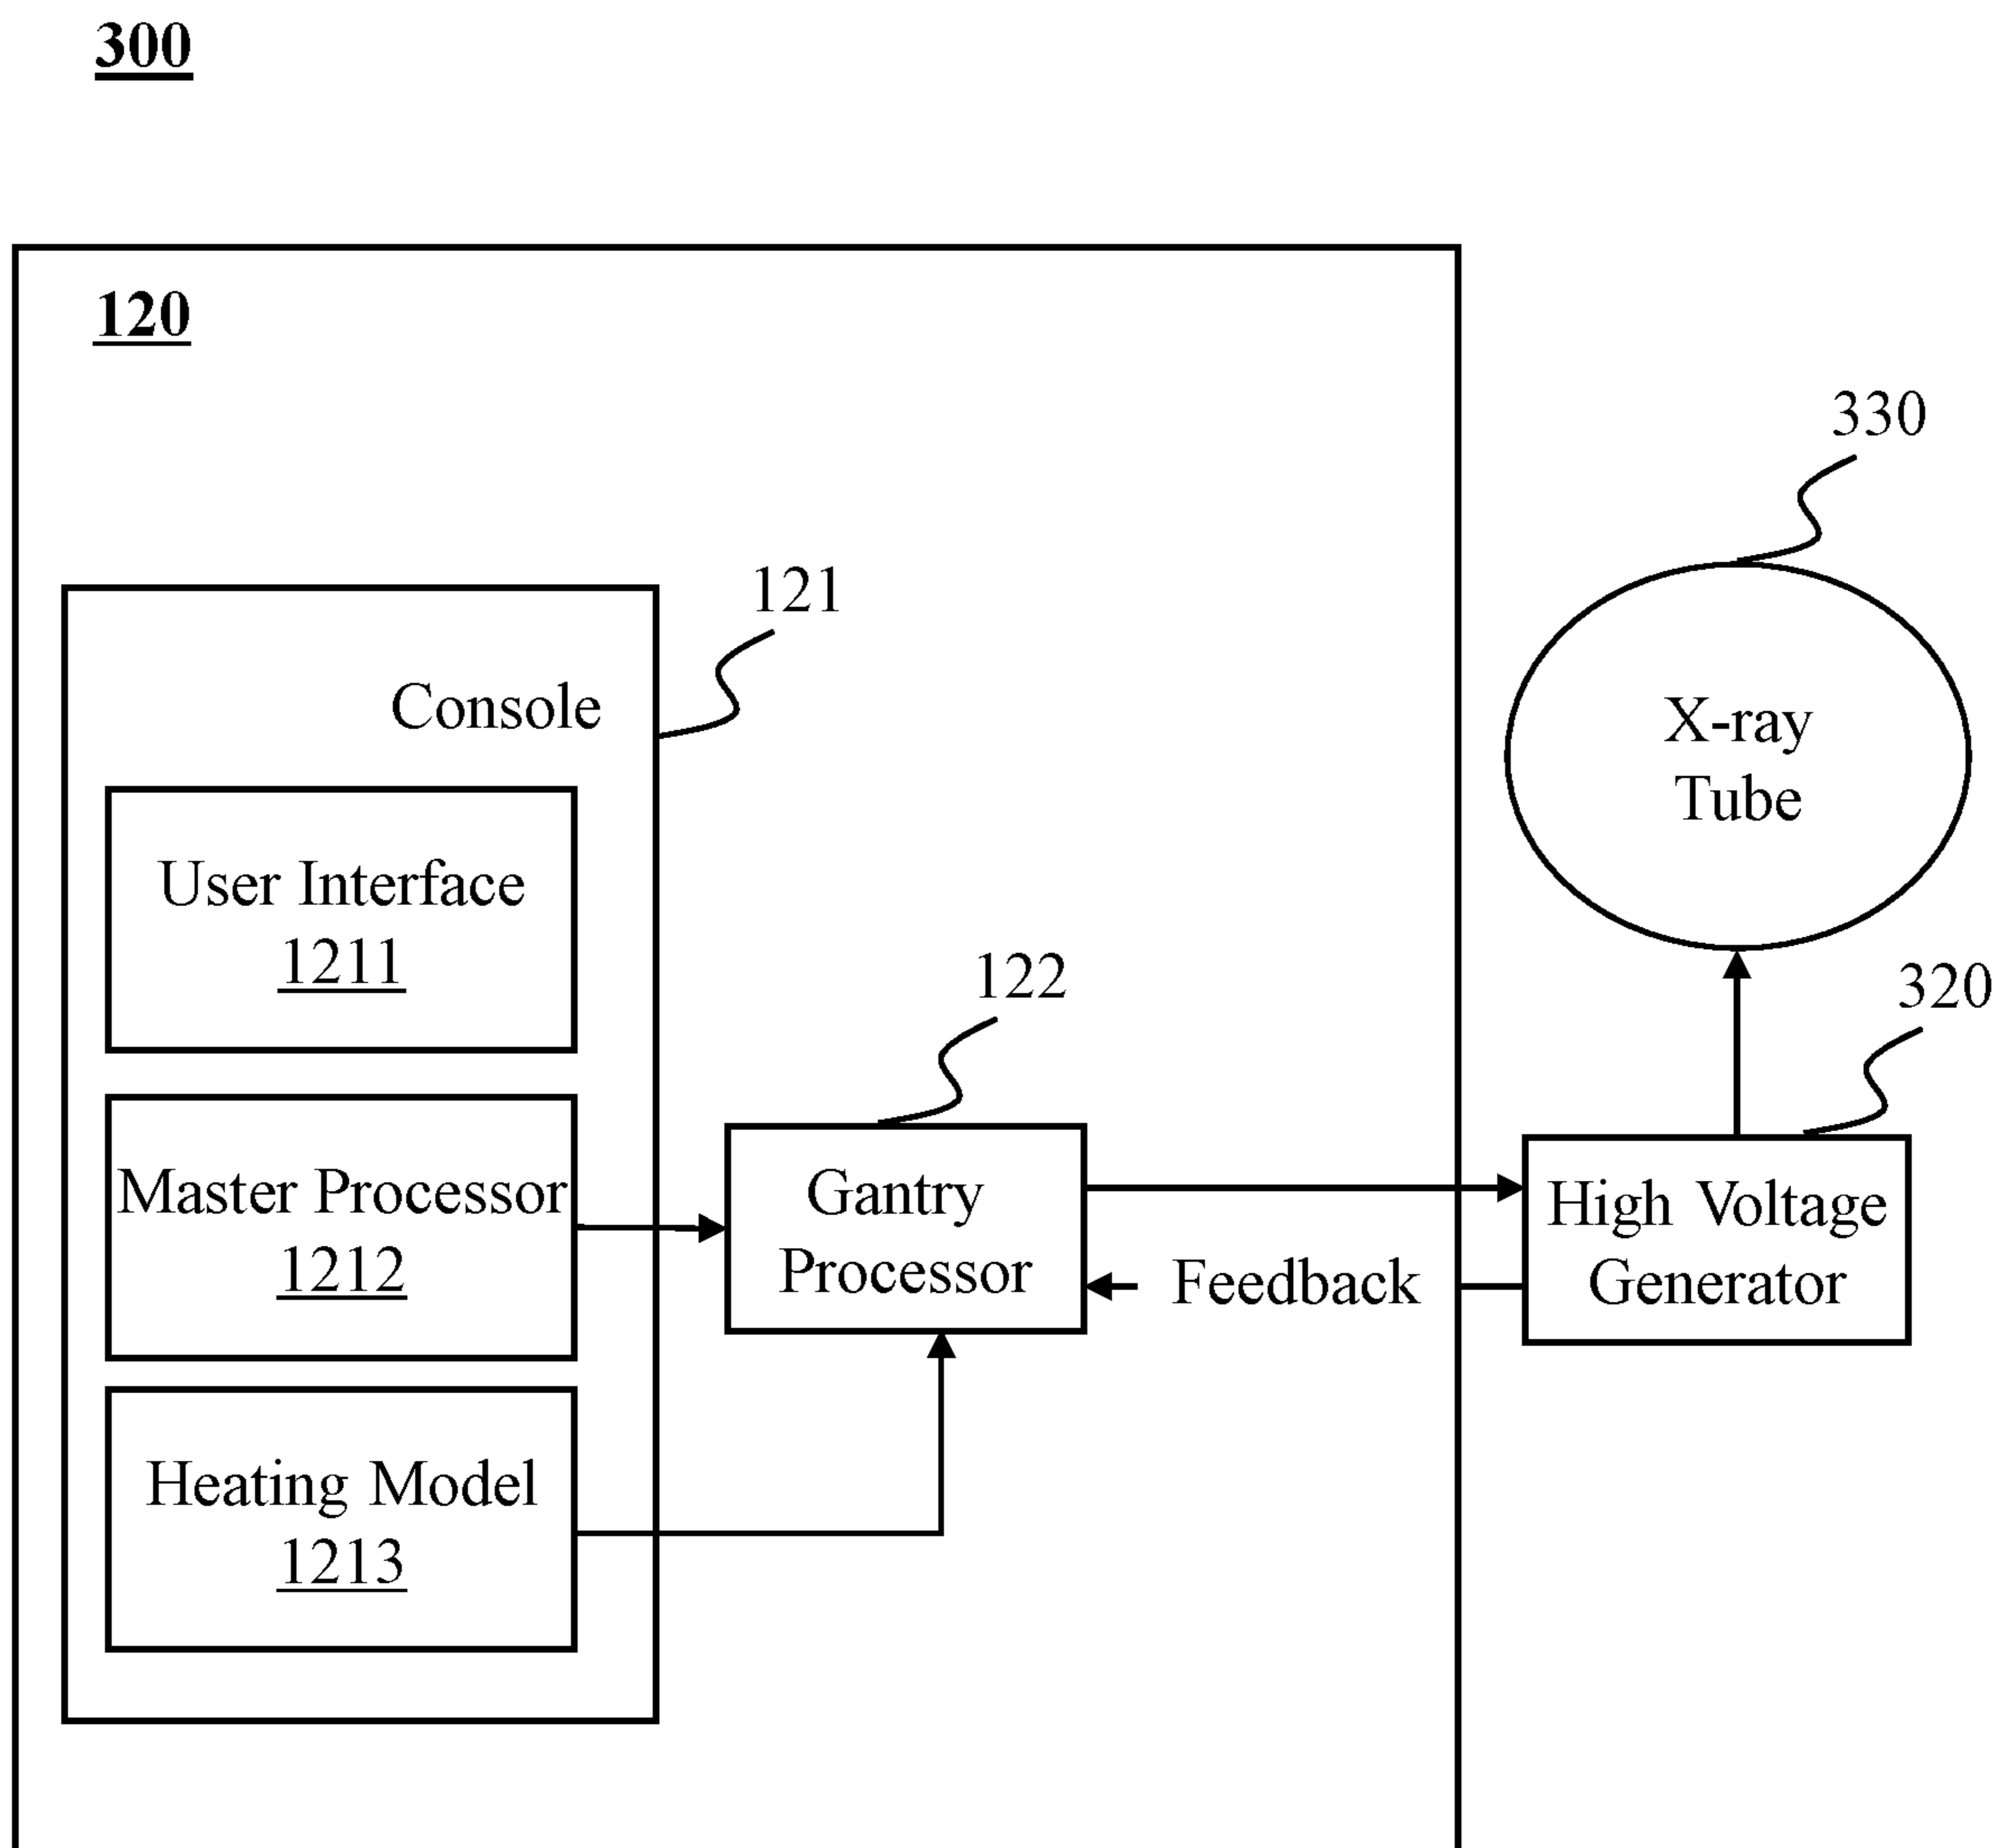 300
120
330
121
Console
X-ray
Tube
User Interface
1211
122
320
Master Processor
1212
Gantry
Processor
High Voltage
Generator
Feedback
Heating Model
1213